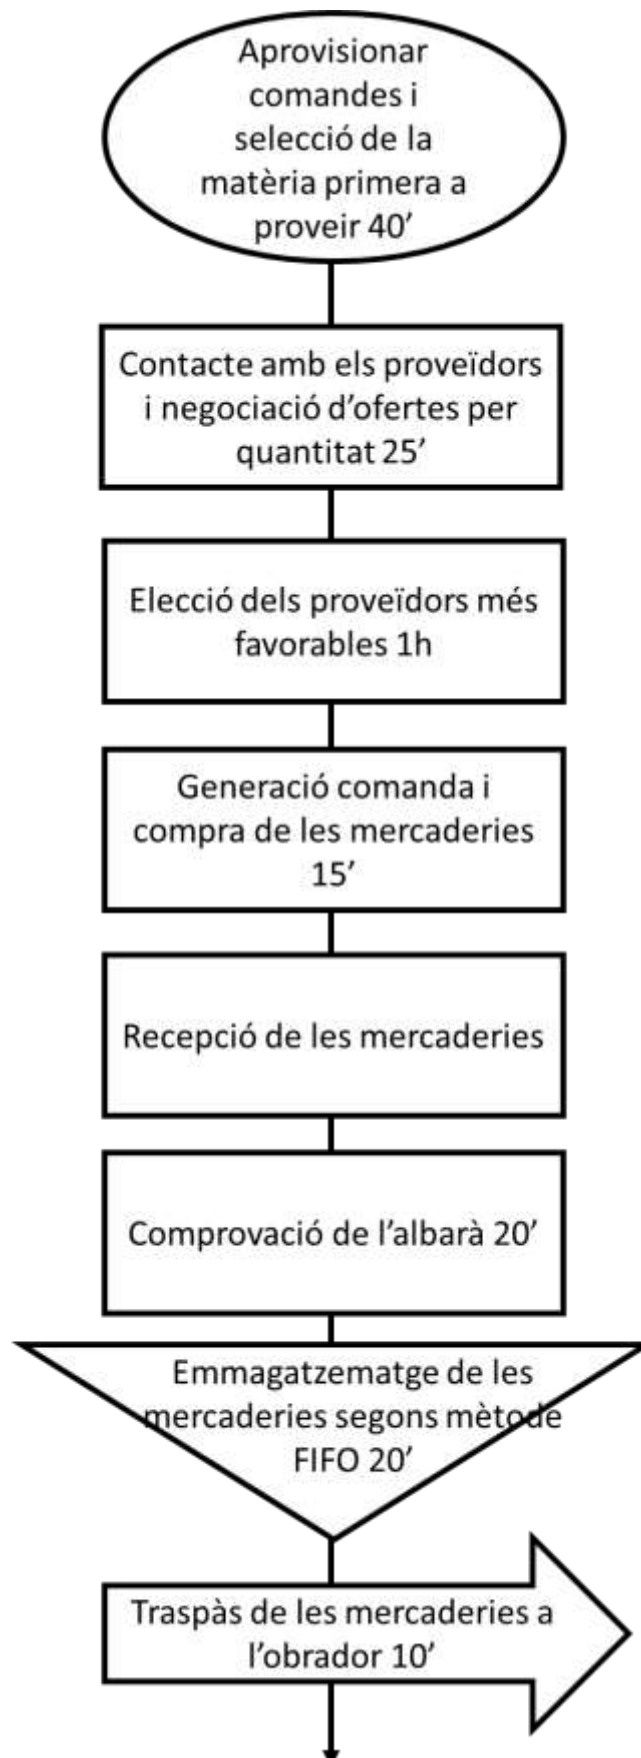 Aprovisionar
comandes i
selecció de la
matèria primera a
proveir 40’
Contacte amb els proveïdors
i negociació d’ofertes per
quantitat 25’
Elecció dels proveïdors més
favorables 1h
Generació comanda i
compra de les mercaderies
15’
Recepció de les mercaderies
Comprovació de l’albarà 20’
Emmagatzematge de les
mercaderies segons mètode
FIFO 20’
Traspàs de les mercaderies a
l’obrador 10’